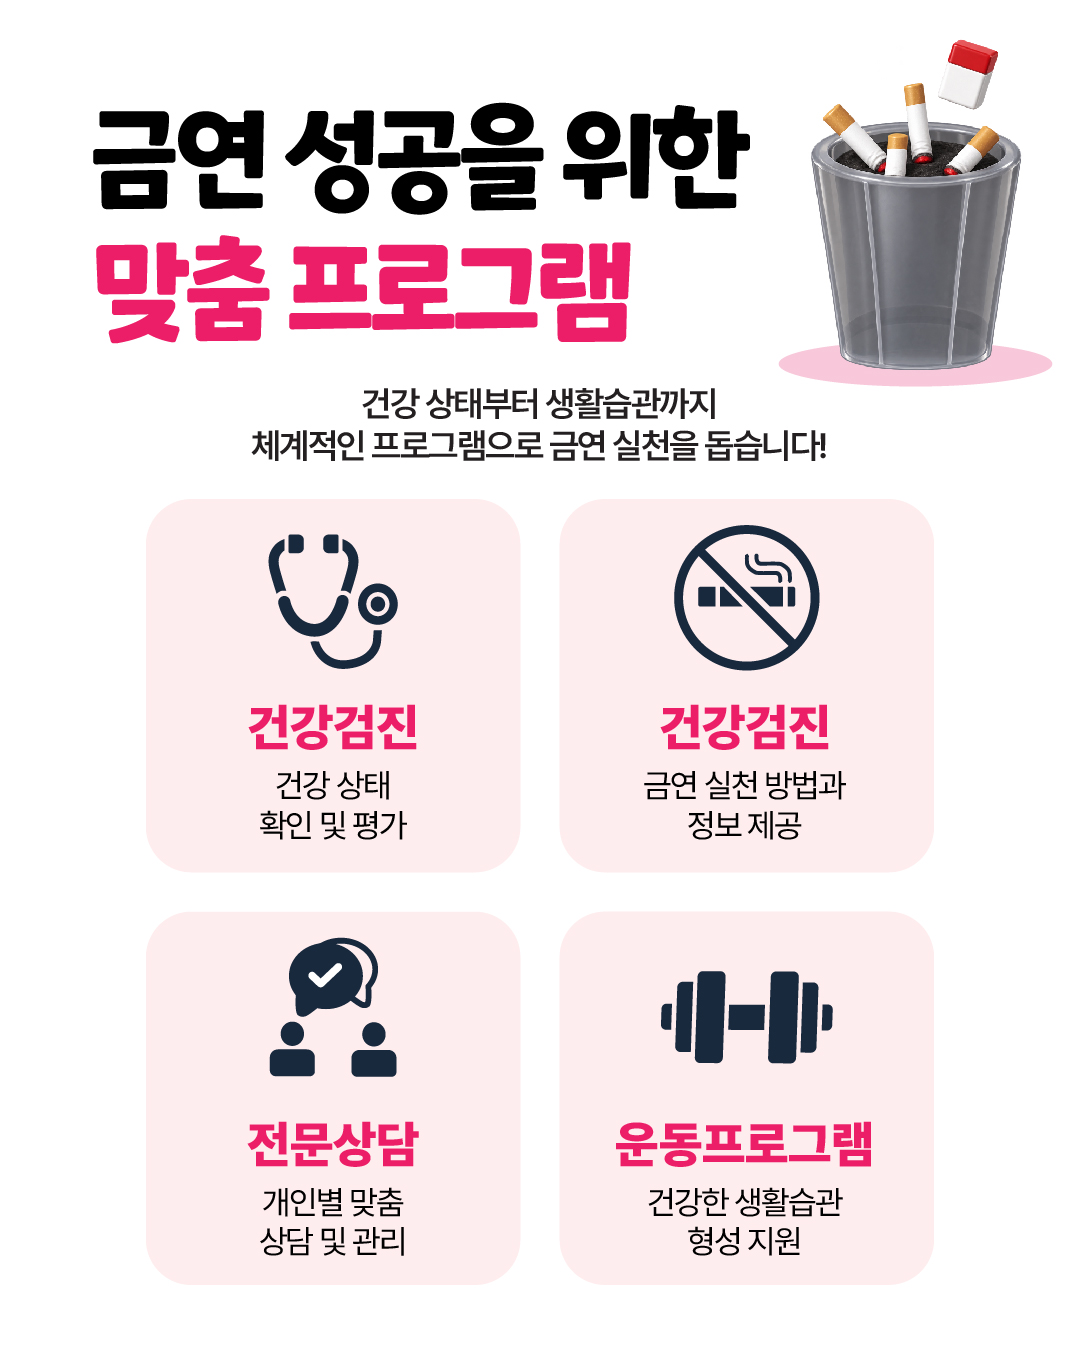 금연 성공을 위한
맞춤 프로그램
건강 상태부터 생활습관까지
체계적인 프로그램으로 금연 실천을 돕습니다!
건강검진
건강 상태
확인 및 평가
건강검진
금연 실천 방법과
정보 제공
전문상담
개인별 맞춤
상담 및 관리
운동프로그램
건강한 생활습관
형성 지원